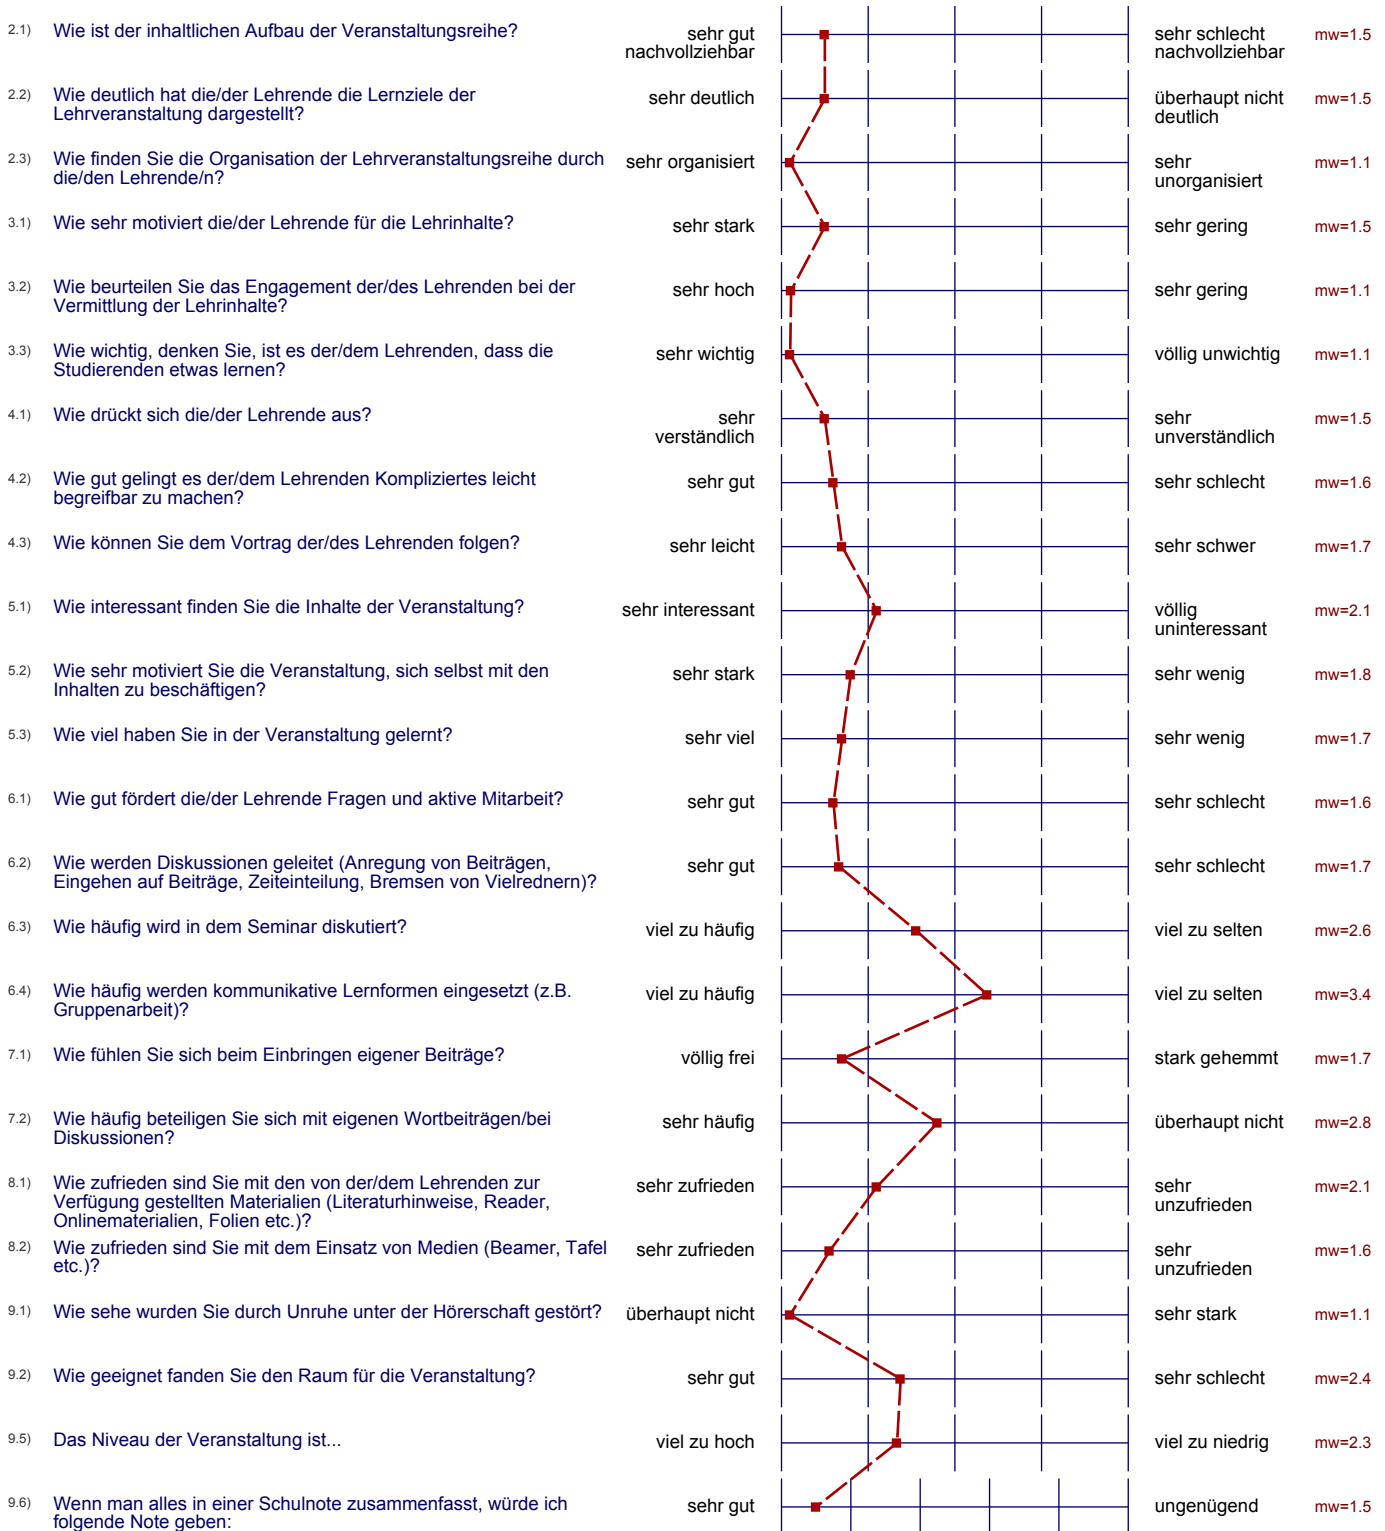 2.1) Wie ist der inhaltlichen Aufbau der Veranstaltungsreihe? sehr gut sehr schlecht mw=1.5
nachvollziehbar nachvollziehbar
2.2) Wie deutlich hat die/der Lehrende die Lernziele der sehr deutlich überhaupt nicht mw=1.5
Lehrveranstaltung dargestellt? deutlich
2.3) Wie finden Sie die Organisation der Lehrveranstaltungsreihe durch sehr organisiert sehr mw=1.1
die/den Lehrende/n? unorganisiert
3.1) Wie sehr motiviert die/der Lehrende für die Lehrinhalte? sehr stark sehr gering mw=1.5
3.2) Wie beurteilen Sie das Engagement der/des Lehrenden bei der sehr hoch sehr gering mw=1.1
Vermittlung der Lehrinhalte?
3.3) Wie wichtig, denken Sie, ist es der/dem Lehrenden, dass die sehr wichtig völlig unwichtig mw=1.1
Studierenden etwas lernen?
4.1) Wie drückt sich die/der Lehrende aus? sehr sehr mw=1.5
verständlich unverständlich
4.2) Wie gut gelingt es der/dem Lehrenden Kompliziertes leicht sehr gut sehr schlecht mw=1.6
begreifbar zu machen?
4.3) Wie können Sie dem Vortrag der/des Lehrenden folgen? sehr leicht sehr schwer mw=1.7
5.1) Wie interessant finden Sie die Inhalte der Veranstaltung? sehr interessant völlig mw=2.1
uninteressant
5.2) Wie sehr motiviert Sie die Veranstaltung, sich selbst mit den sehr stark sehr wenig mw=1.8
Inhalten zu beschäftigen?
5.3) Wie viel haben Sie in der Veranstaltung gelernt? sehr viel sehr wenig mw=1.7
6.1) Wie gut fördert die/der Lehrende Fragen und aktive Mitarbeit? sehr gut sehr schlecht mw=1.6
6.2) Wie werden Diskussionen geleitet (Anregung von Beiträgen, sehr gut sehr schlecht mw=1.7
Eingehen auf Beiträge, Zeiteinteilung, Bremsen von Vielrednern)?
6.3) Wie häufig wird in dem Seminar diskutiert? viel zu häufig viel zu selten mw=2.6
6.4) Wie häufig werden kommunikative Lernformen eingesetzt (z.B. viel zu häufig viel zu selten mw=3.4
Gruppenarbeit)?
7.1) Wie fühlen Sie sich beim Einbringen eigener Beiträge? völlig frei stark gehemmt mw=1.7
7.2) Wie häufig beteiligen Sie sich mit eigenen Wortbeiträgen/bei sehr häufig überhaupt nicht mw=2.8
Diskussionen?
8.1) Wie zufrieden sind Sie mit den von der/dem Lehrenden zur sehr zufrieden sehr mw=2.1
Verfügung gestellten Materialien (Literaturhinweise, Reader, unzufrieden
Onlinematerialien, Folien etc.)?
8.2) Wie zufrieden sind Sie mit dem Einsatz von Medien (Beamer, Tafel sehr zufrieden sehr mw=1.6
etc.)? unzufrieden
9.1) Wie sehe wurden Sie durch Unruhe unter der Hörerschaft gestört? überhaupt nicht sehr stark mw=1.1
9.2) Wie geeignet fanden Sie den Raum für die Veranstaltung? sehr gut sehr schlecht mw=2.4
9.5) Das Niveau der Veranstaltung ist... viel zu hoch viel zu niedrig mw=2.3
9.6) Wenn man alles in einer Schulnote zusammenfasst, würde ich sehr gut ungenügend mw=1.5
folgende Note geben: